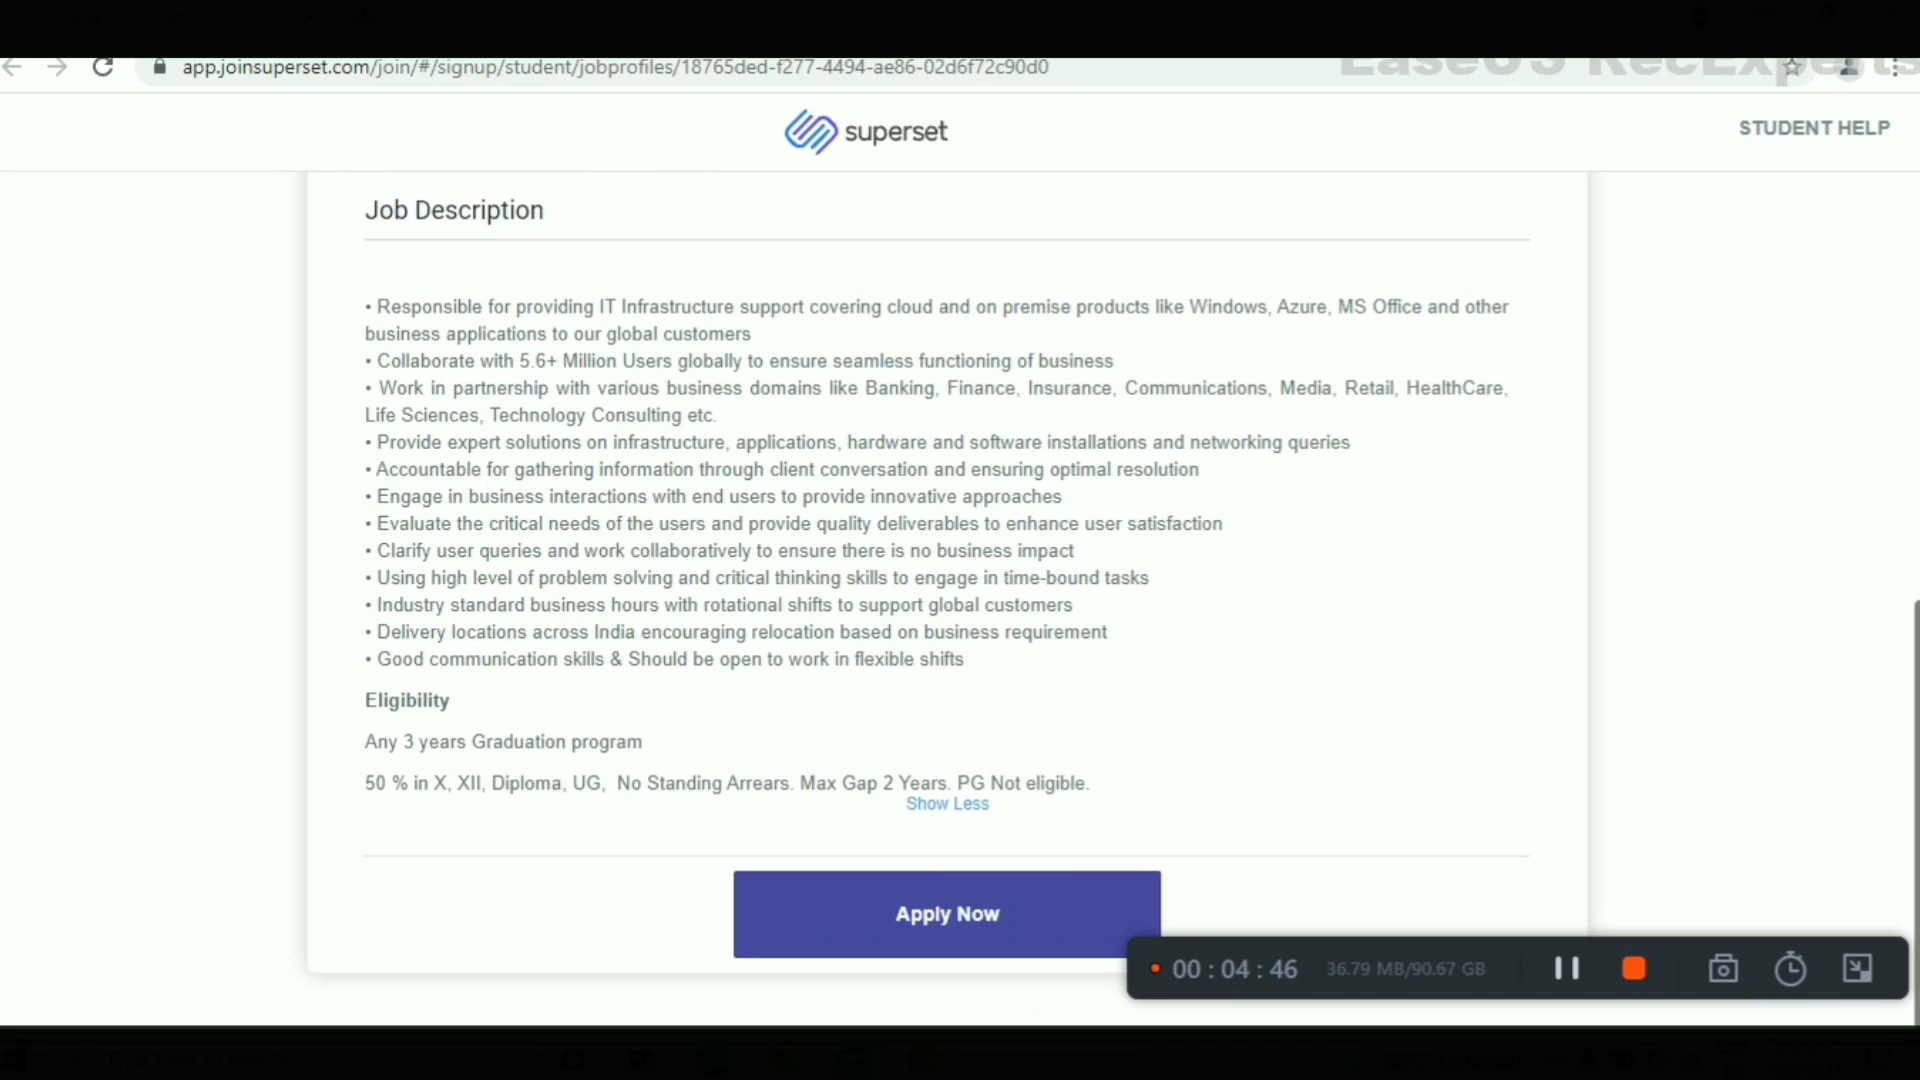 app.joinsuperset.com/join/#/signup/student/jobprofiles/18765ded-f277-4494-ae86-02d6f72c90d0
EaseUS RecExperts
superset
STUDENT HELP
Job Description
• Responsible for providing IT Infrastructure support covering cloud and on premise products like Windows, Azure, MS Office and other
business applications to our global customers
• Collaborate with 5.6+ Million Users globally to ensure seamless functioning of business
• Work in partnership with various business domains like Banking, Finance, Insurance, Communications, Media, Retail, HealthCare,
Life Sciences, Technology Consulting etc.
• Provide expert solutions on infrastructure, applications, hardware and software installations and networking queries
• Accountable for gathering information through client conversation and ensuring optimal resolution
• Engage in business interactions with end users to provide innovative approaches
• Evaluate the critical needs of the users and provide quality deliverables to enhance user satisfaction
• Clarify user queries and work collaboratively to ensure there is no business impact
• Using high level of problem solving and critical thinking skills to engage in time-bound tasks
• Industry standard business hours with rotational shifts to support global customers
• Delivery locations across India encouraging relocation based on business requirement
• Good communication skills & Should be open to work in flexible shifts
Eligibility
Any 3 years Graduation program
50 % in X, XII, Diploma, UG, No Standing Arrears. Max Gap 2 Years. PG Not eligible.
Show Less
Apply Now
00 : 04 : 46 36.79 MB/90.67 GB
Type here to search